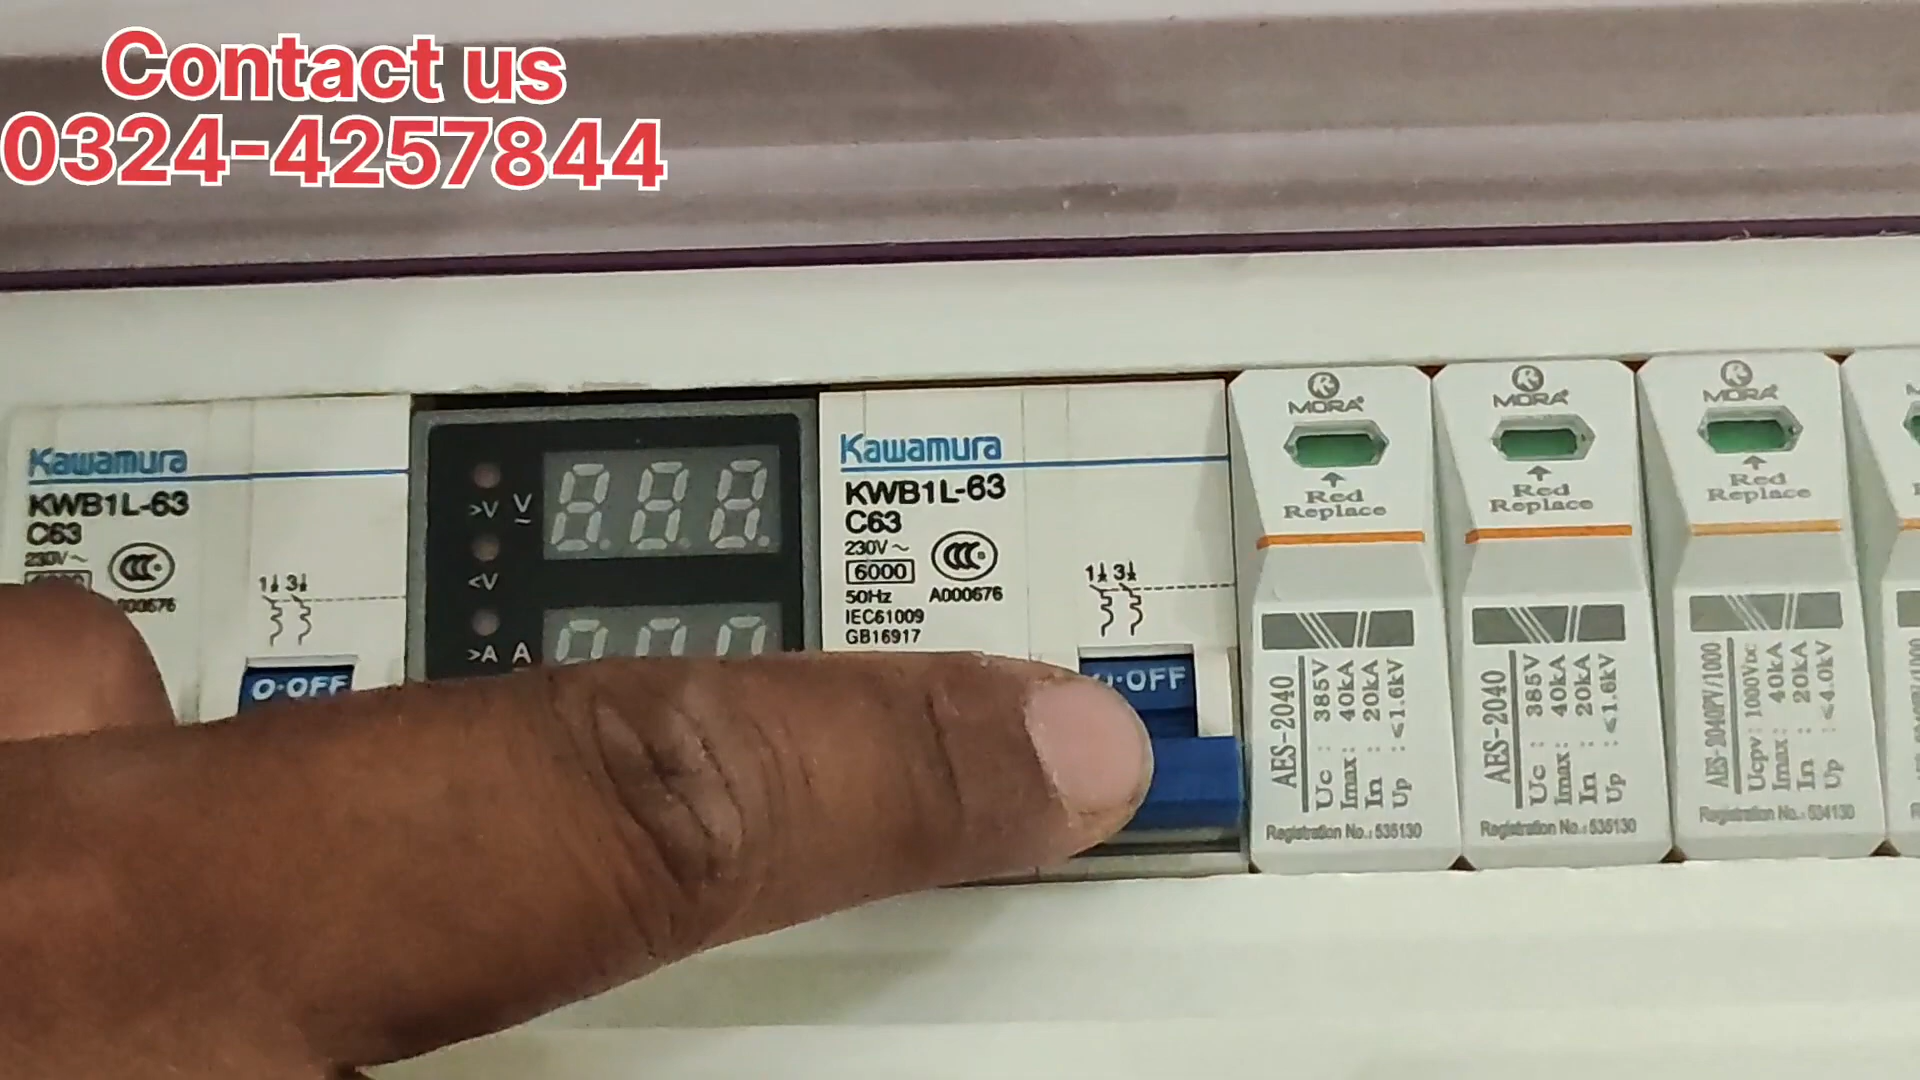 Contact us
0324-4257844
Kawamura
KWB1L-63
C63
230V~
1 3
O·OFF
>V V
<V
>A A
Kawamura
KWB1L-63
C63
230V~
6000
50Hz
A000676
IEC61009
GB16917
1 3
·OFF
MORA
Red
Replace
AES-2040
Uc : 385V
Imax : 40kA
In : 20kA
Up : ≤1.6kV
Registration No.: 535130
MORA
Red
Replace
AES-2040
Uc : 385V
Imax : 40kA
In : 20kA
Up : ≤1.6kV
Registration No.: 535130
MORA
Red
Replace
AES-2040PV/1000
Ucpv : 1000VDC
Imax : 40kA
In : 20kA
Up : ≤4.0kV
Registration No.: 534130